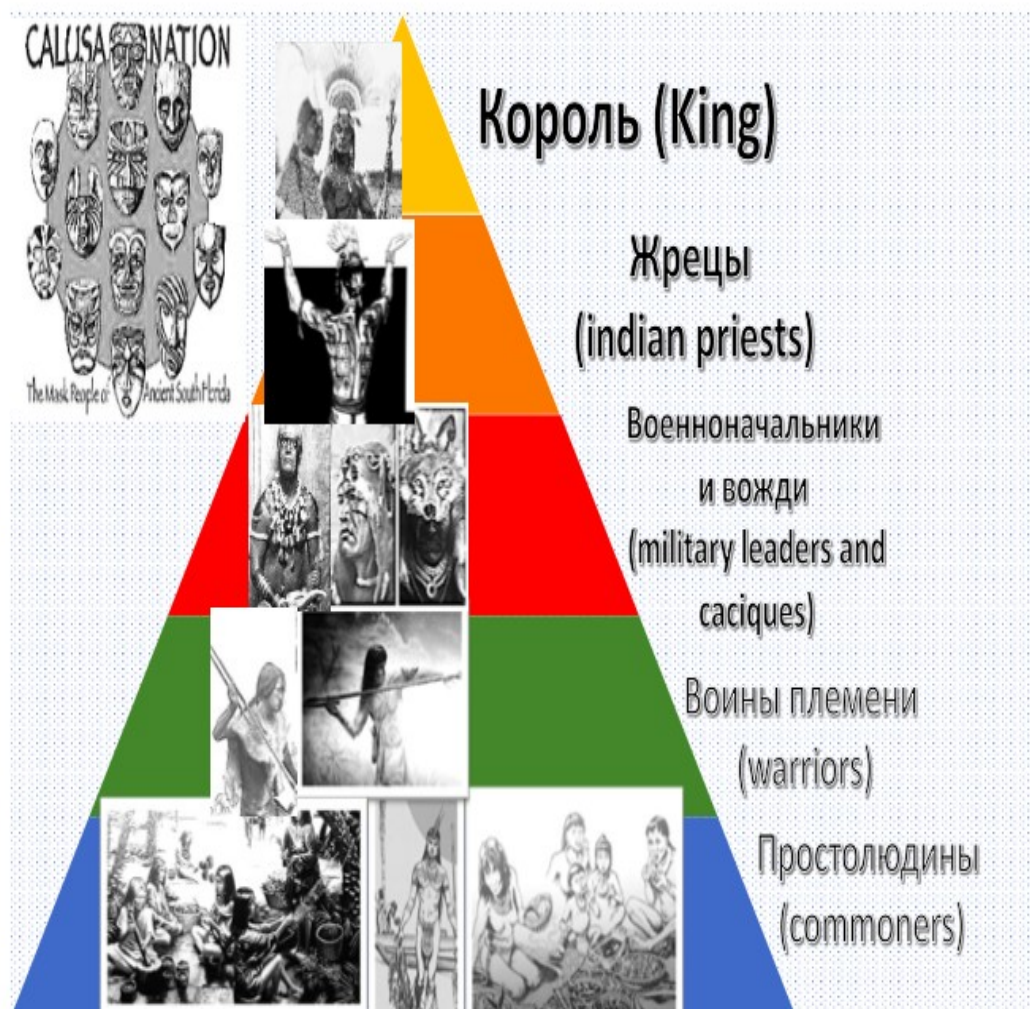 CALUSA NATION
The Mask People of Ancient South Florida
Король (King)
Жрецы
(indian priests)
Военноначальники
и вожди
(military leaders and
caciques)
Воины племени
(warriors)
Простолюдины
(commoners)